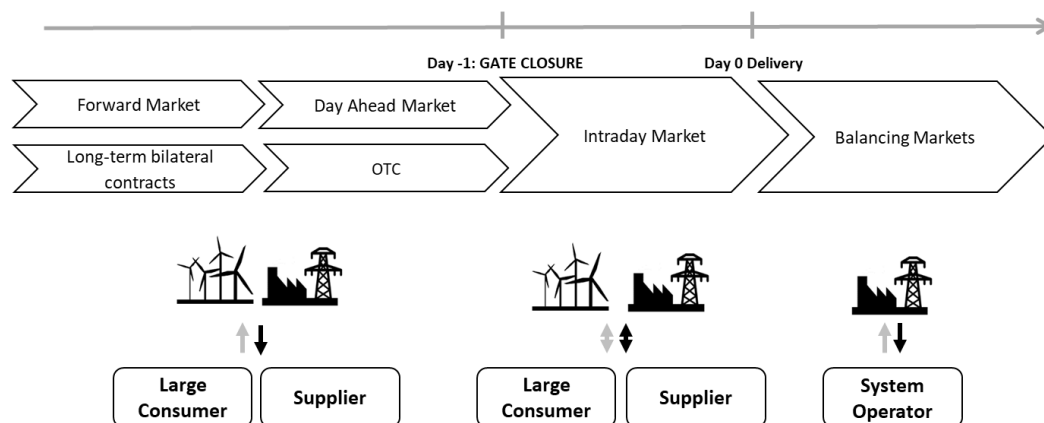 Day -1: GATE CLOSURE
Day 0 Delivery
Forward Market
Day Ahead Market
Intraday Market
Balancing Markets
Long-term bilateral
contracts
OTC
Large
Consumer
Supplier
Large
Consumer
Supplier
System
Operator